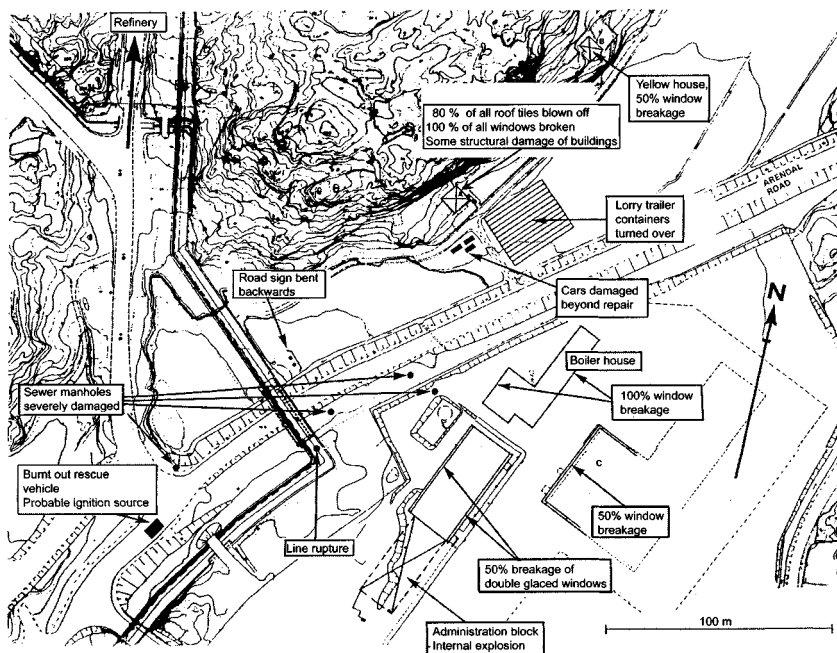 Refinery
Yellow house,
50% window
breakage
80 % of all roof tiles blown off
100 % of all windows broken
Some structural damage of buildings
ARENDAL
ROAD
Lorry trailer
containers
turned over
Road sign bent
backwards
Cars damaged
beyond repair
N
Boiler house
Sewer manholes
severely damaged
100% window
breakage
C
Burnt out rescue
vehicle
Probable ignition source
50% window
breakage
Line rupture
50% breakage of
double glaced windows
100 m
Administration block
- Internal explosion